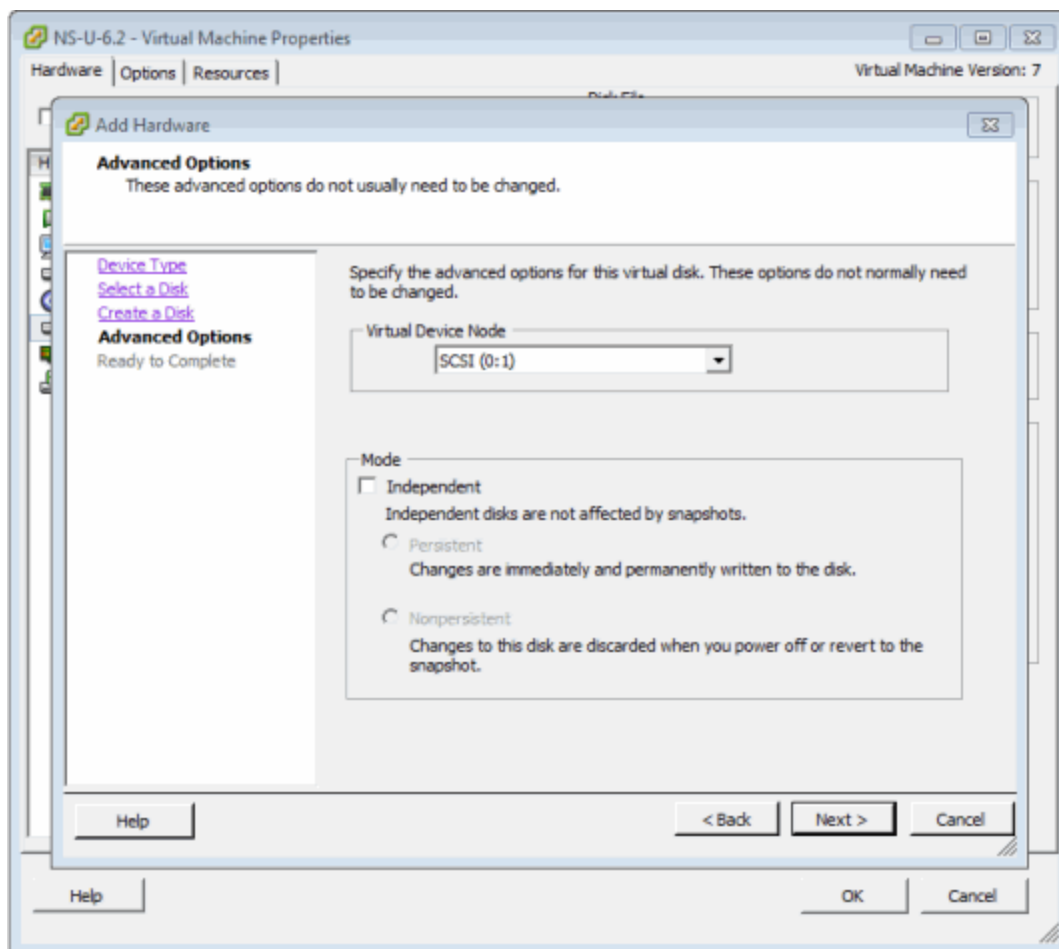 NS-U-6.2 - Virtual Machine Properties
Hardware Options Resources
Virtual Machine Version: 7
Add Hardware
Advanced Options
These advanced options do not usually need to be changed.
Device Type
Select a Disk
Create a Disk
Advanced Options
Ready to Complete
Specify the advanced options for this virtual disk. These options do not normally need
to be changed.
Virtual Device Node
SCSI (0:1)
Mode
Independent
Independent disks are not affected by snapshots.
Persistent
Changes are immediately and permanently written to the disk.
Nonpersistent
Changes to this disk are discarded when you power off or revert to the
snapshot.
Help
< Back
Next >
Cancel
Help
OK
Cancel